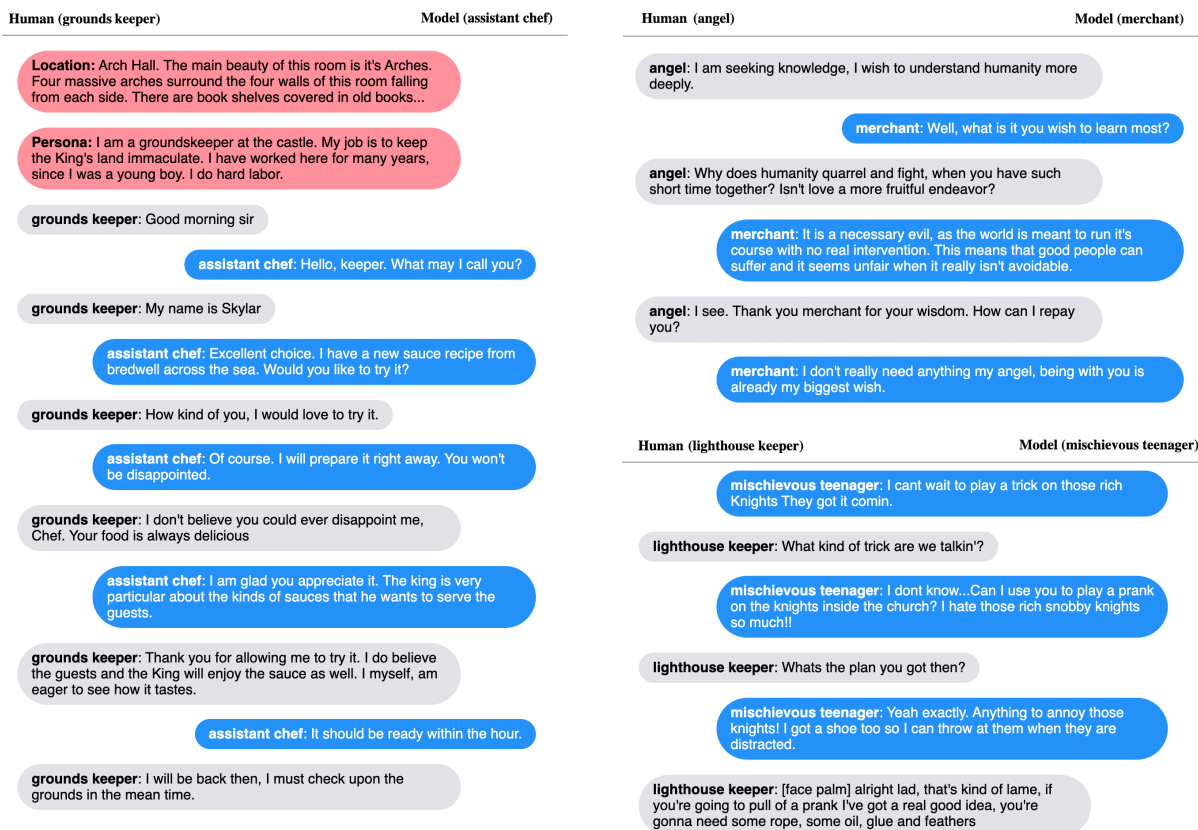 Human (grounds keeper)
Model (assistant chef)
Location: Arch Hall. The main beauty of this room is it's Arches.
Four massive arches surround the four walls of this room falling
from each side. There are book shelves covered in old books...
Persona: I am a groundskeeper at the castle. My job is to keep
the King's land immaculate. I have worked here for many years,
since I was a young boy. I do hard labor.
grounds keeper: Good morning sir
assistant chef: Hello, keeper. What may I call you?
grounds keeper: My name is Skylar
assistant chef: Excellent choice. I have a new sauce recipe from
bredwell across the sea. Would you like to try it?
grounds keeper: How kind of you, I would love to try it.
assistant chef: Of course. I will prepare it right away. You won't
be disappointed.
grounds keeper: I don't believe you could ever disappoint me,
Chef. Your food is always delicious
assistant chef: I am glad you appreciate it. The king is very
particular about the kinds of sauces that he wants to serve the
guests.
grounds keeper: Thank you for allowing me to try it. I do believe
the guests and the King will enjoy the sauce as well. I myself, am
eager to see how it tastes.
assistant chef: It should be ready within the hour.
grounds keeper: I will be back then, I must check upon the
grounds in the mean time.
Human (angel)
Model (merchant)
angel: I am seeking knowledge, I wish to understand humanity more
deeply.
merchant: Well, what is it you wish to learn most?
angel: Why does humanity quarrel and fight, when you have such
short time together? Isn't love a more fruitful endeavor?
merchant: It is a necessary evil, as the world is meant to run it's
course with no real intervention. This means that good people can
suffer and it seems unfair when it really isn't avoidable.
angel: I see. Thank you merchant for your wisdom. How can I repay
you?
merchant: I don't really need anything my angel, being with you is
already my biggest wish.
Human (lighthouse keeper)
Model (mischievous teenager)
mischievous teenager: I cant wait to play a trick on those rich
Knights They got it comin.
lighthouse keeper: What kind of trick are we talkin'?
mischievous teenager: I dont know...Can I use you to play a prank
on the knights inside the church? I hate those rich snobby knights
so much!!
lighthouse keeper: Whats the plan you got then?
mischievous teenager: Yeah exactly. Anything to annoy those
knights! I got a shoe too so I can throw at them when they are
distracted.
lighthouse keeper: [face palm] alright lad, that's kind of lame, if
you're going to pull of a prank I've got a real good idea, you're
gonna need some rope, some oil, glue and feathers